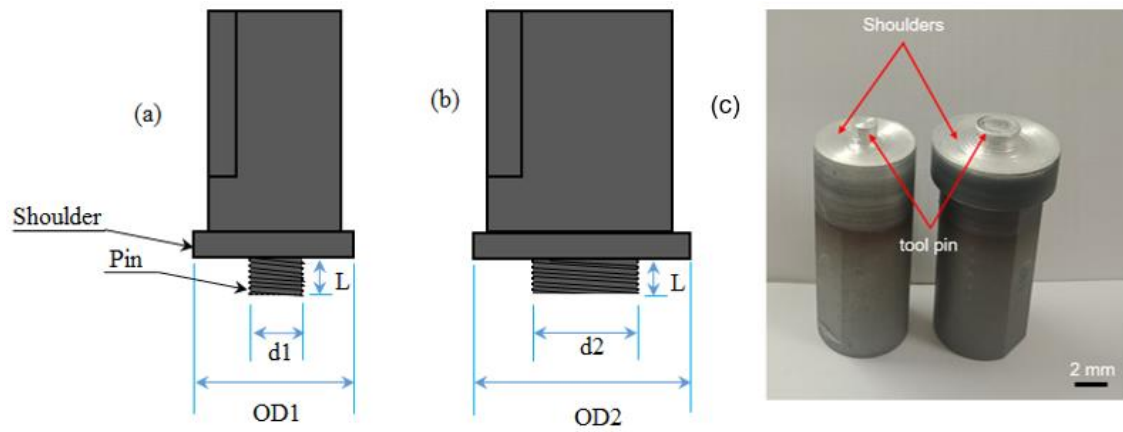 (a)
Shoulder
Pin
L
d1
OD1
(b)
L
d2
OD2
(c)
Shoulders
tool pin
2 mm